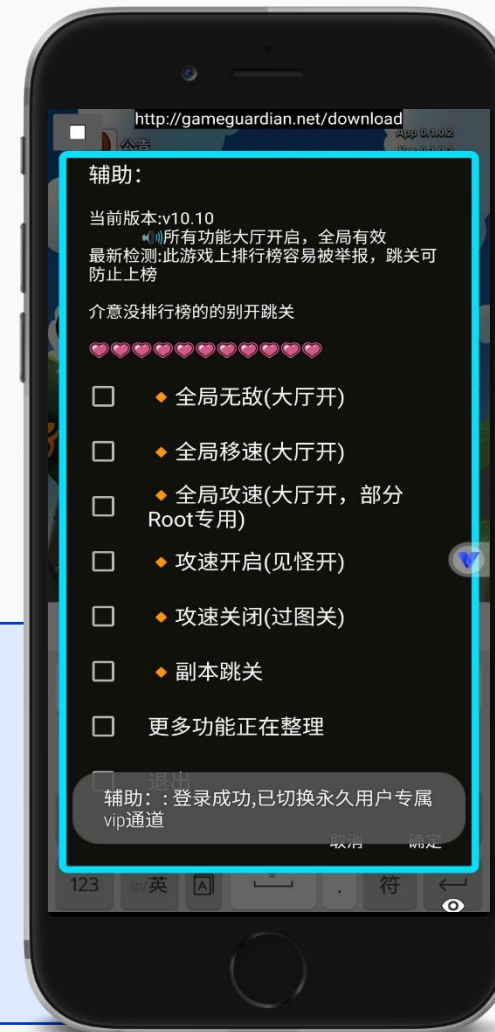 http://gameguardian.net/download
公告
App 0.1.0.2
辅助：
当前版本:v10.10
🔊所有功能大厅开启，全局有效
最新检测:此游戏上排行榜容易被举报，跳关可
防止上榜
介意没排行榜的的别开跳关
💗💗💗💗💗💗💗💗💗💗💗
🔸全局无敌(大厅开)
🔸全局移速(大厅开)
🔸全局攻速(大厅开，部分
Root专用)
🔸攻速开启(见怪开)
🔸攻速关闭(过图关)
🔸副本跳关
更多功能正在整理
退出
辅助：:登录成功,已切换永久用户专属
vip通道
取消 确定
123 中/英 A . 符